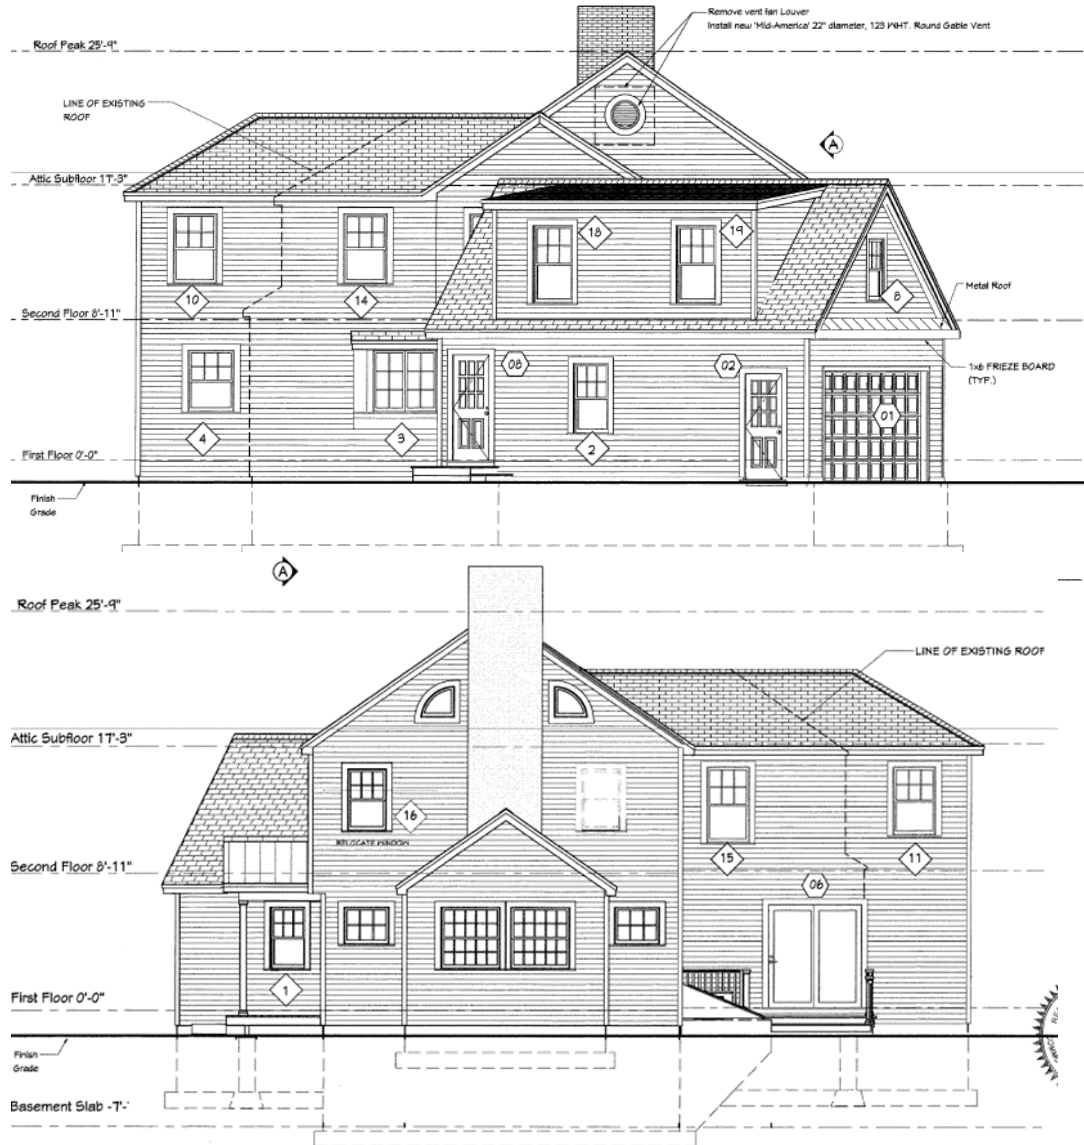 Remove vent fan Louver
Install new 'Mid-America' 22" diameter, 123 WHT. Round Gable Vent
Roof Peak 25'-9"
LINE OF EXISTING
ROOF
A
Attic Subfloor 17'-3"
18
19
10
14
8
Metal Roof
Second Floor 8'-11"
08
02
1x6 FRIEZE BOARD
(TYP.)
01
4
3
2
First Floor 0'-0"
Finish
Grade
A
Roof Peak 25'-9"
LINE OF EXISTING ROOF
Attic Subfloor 17'-3"
16
RELOCATE WINDOW
15
11
Second Floor 8'-11"
06
1
First Floor 0'-0"
Finish
Grade
Basement Slab -7'-